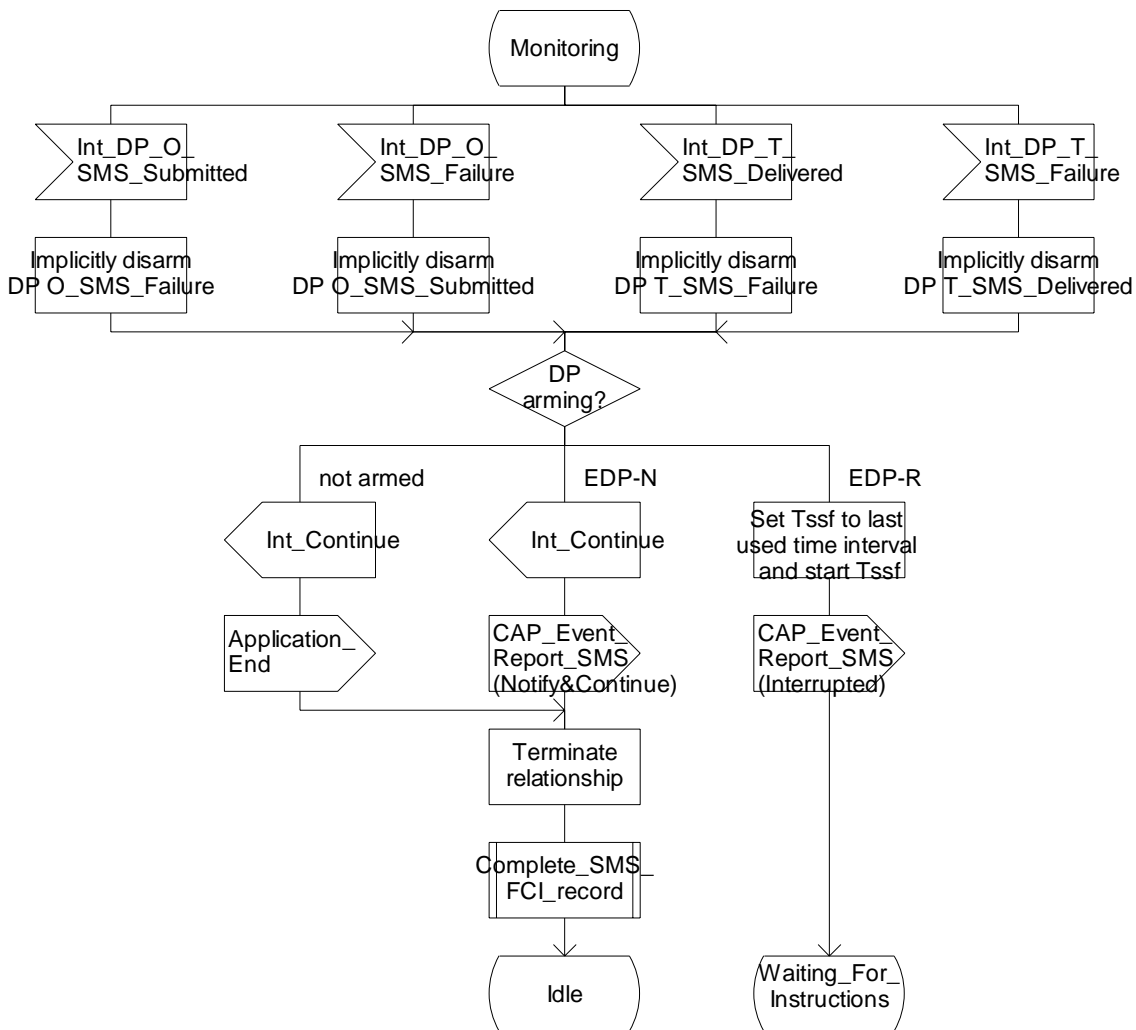 Monitoring
Int_DP_O_
SMS_Submitted
Int_DP_O_
SMS_Failure
Int_DP_T_
SMS_Delivered
Int_DP_T_
SMS_Failure
Implicitly disarm
DP O_SMS_Failure
Implicitly disarm
DP O_SMS_Submitted
Implicitly disarm
DP T_SMS_Failure
Implicitly disarm
DP T_SMS_Delivered
DP
arming?
not armed
EDP-N
EDP-R
Int_Continue
Int_Continue
Set Tssf to last
used time interval
and start Tssf
Application_
End
CAP_Event_
Report_SMS
(Notify&Continue)
CAP_Event_
Report_SMS
(Interrupted)
Terminate
relationship
Complete_SMS_
FCI_record
Idle
Waiting_For_
Instructions